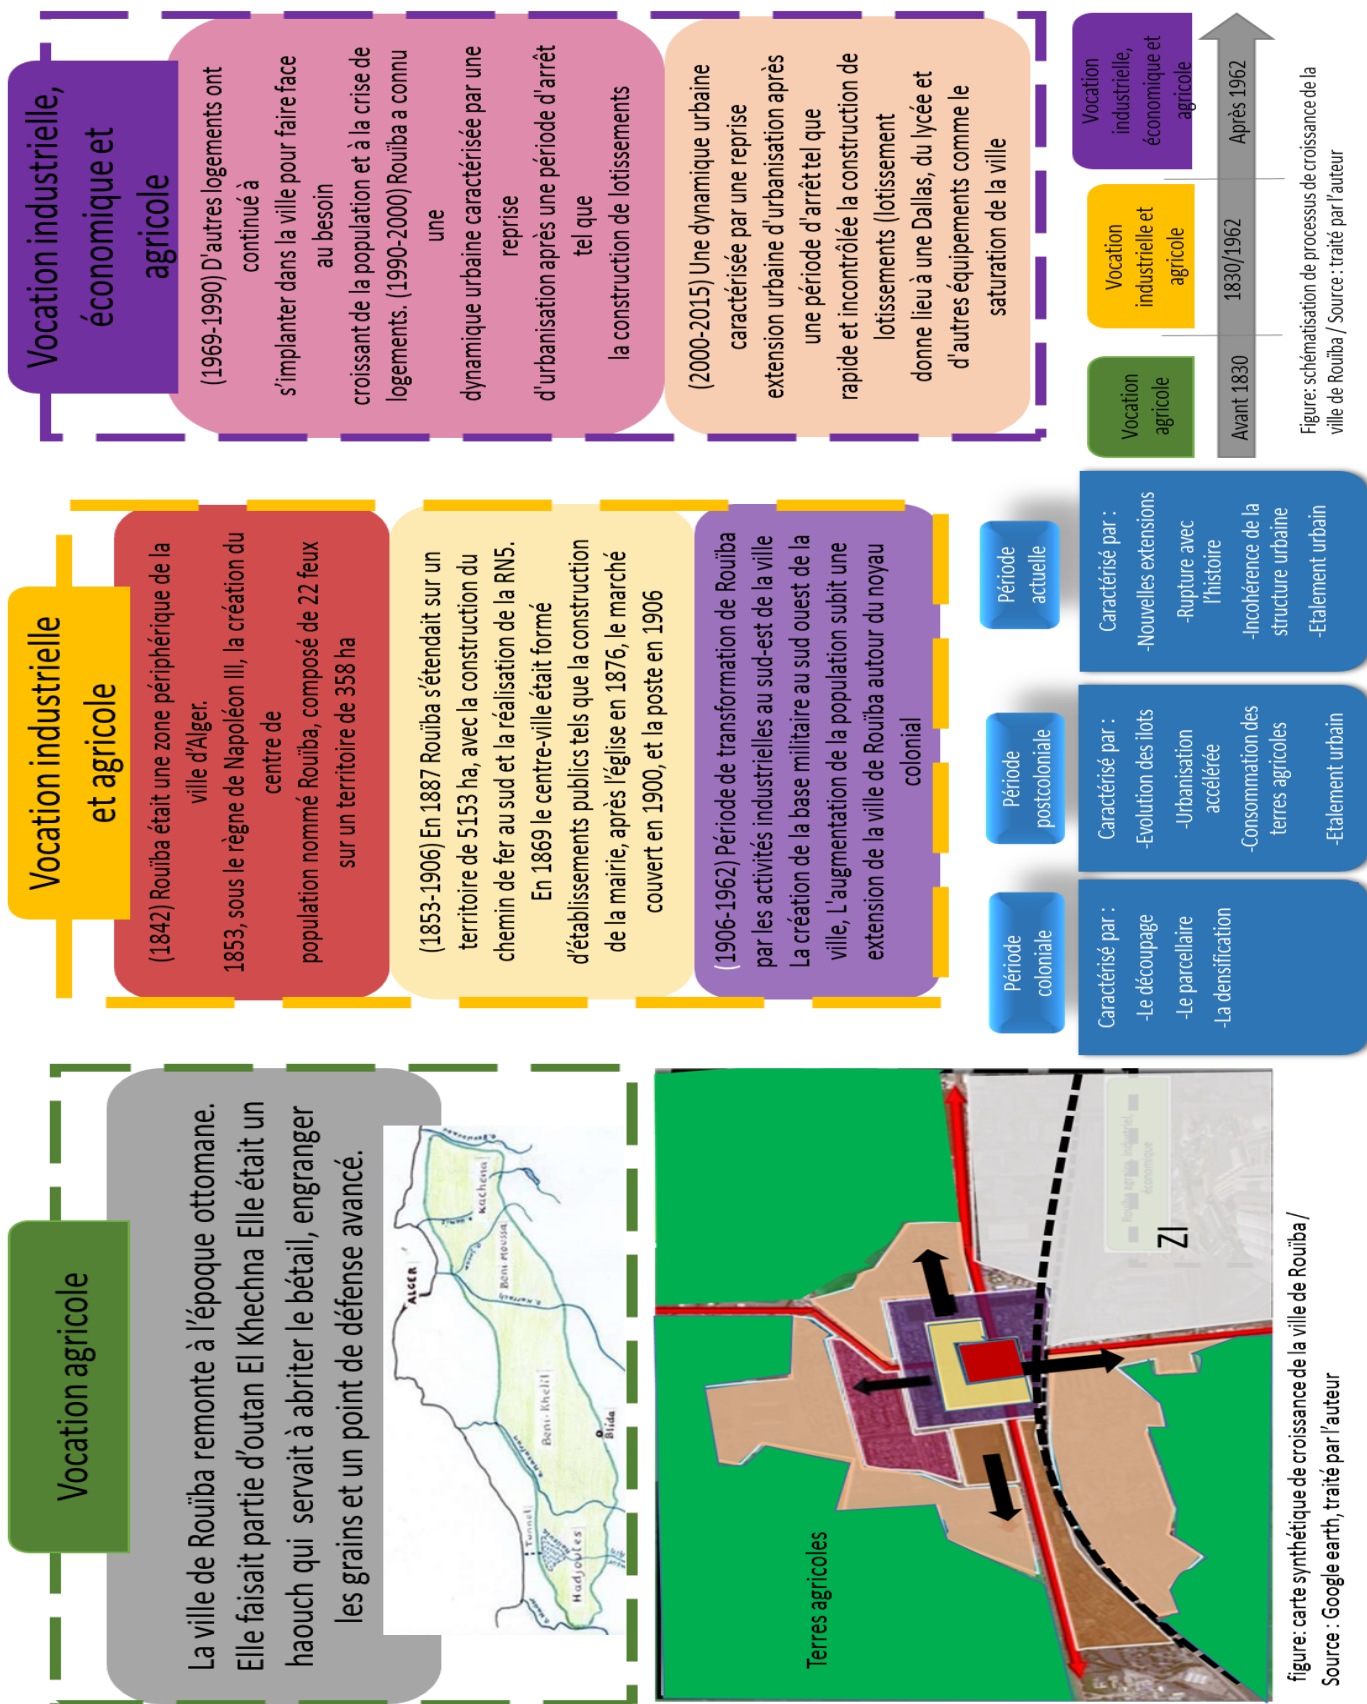 Vocation agricole
La ville de Rouïba remonte à l'époque ottomane.
Elle faisait partie d'outan El Khechna Elle était un
haouch qui servait à abriter le bétail, engranger
les grains et un point de défense avancé.
ALGER
Tunnel
Hadjoutes
Beni-Khelil
Blida
Beni Moussa
Kachena
Terres agricoles
ZI
figure: carte synthétique de croissance de la ville de Rouïba /
Source : Google earth, traité par l'auteur
Vocation industrielle
et agricole
(1842) Rouïba était une zone périphérique de la
ville d'Alger.
1853, sous le règne de Napoléon III, la création du
centre de
population nommé Rouïba, composé de 22 feux
sur un territoire de 358 ha
(1853-1906) En 1887 Rouïba s'étendait sur un
territoire de 5153 ha, avec la construction du
chemin de fer au sud et la réalisation de la RN5.
En 1869 le centre-ville était formé
d'établissements publics tels que la construction
de la mairie, après l'église en 1876, le marché
couvert en 1900, et la poste en 1906
(1906-1962) Période de transformation de Rouïba
par les activités industrielles au sud-est de la ville
La création de la base militaire au sud ouest de la
ville, L'augmentation de la population subit une
extension de la ville de Rouïba autour du noyau
colonial
Période
coloniale
Caractérisé par :
-Le découpage
-Le parcellaire
-La densification
Période
postcoloniale
Caractérisé par :
-Evolution des ilots
-Urbanisation
accélérée
-Consommation des
terres agricoles
-Etalement urbain
Période
actuelle
Caractérisé par :
-Nouvelles extensions
-Rupture avec
l'histoire
-Incohérence de la
structure urbaine
-Etalement urbain
Vocation industrielle,
économique et
agricole
(1969-1990) D'autres logements ont
continué à
s'implanter dans la ville pour faire face
au besoin
croissant de la population et à la crise de
logements. (1990-2000) Rouïba a connu
une
dynamique urbaine caractérisée par une
reprise
d'urbanisation après une période d'arrêt
tel que
la construction de lotissements
(2000-2015) Une dynamique urbaine
caractérisée par une reprise
extension urbaine d'urbanisation après
une période d'arrêt tel que
rapide et incontrôlée la construction de
lotissements (lotissement
donne lieu à une Dallas, du lycée et
d'autres équipements comme le
saturation de la ville
Vocation
agricole
Vocation
industrielle et
agricole
Vocation
industrielle,
économique et
agricole
Avant 1830
1830/1962
Après 1962
Figure: schématisation de processus de croissance de la
ville de Rouïba / Source : traité par l'auteur